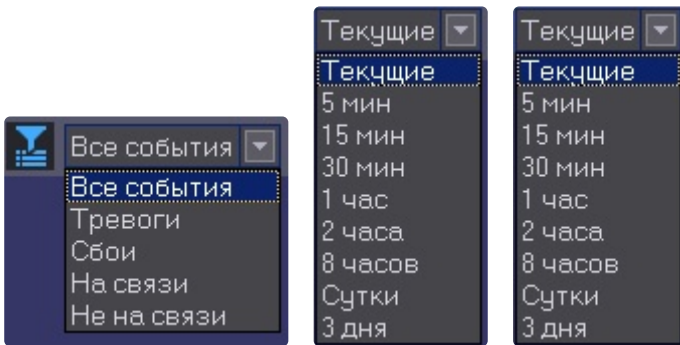 Все события
Все события
Тревоги
Сбои
На связи
Не на связи
Текущие
Текущие
5 мин
15 мин
30 мин
1 час
2 часа
8 часов
Сутки
3 дня
Текущие
Текущие
5 мин
15 мин
30 мин
1 час
2 часа
8 часов
Сутки
3 дня